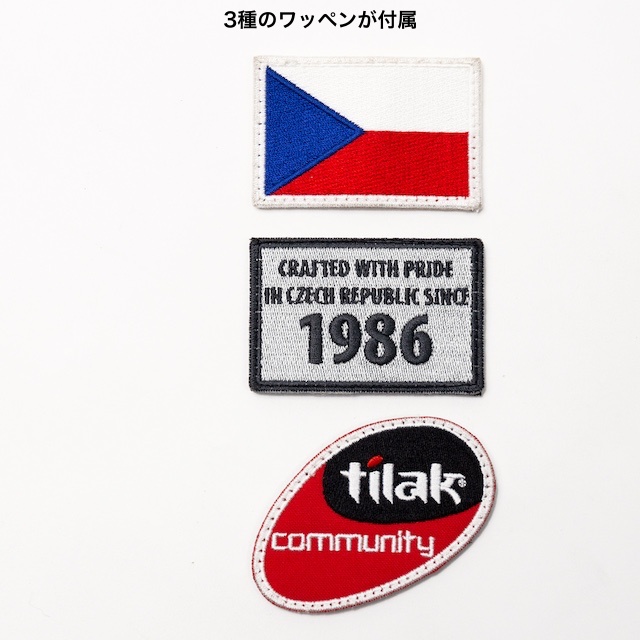 3種のワッペンが付属
CRAFTED WITH PRIDE
IN CZECH REPUBLIC SINCE
1986
tilak®
community